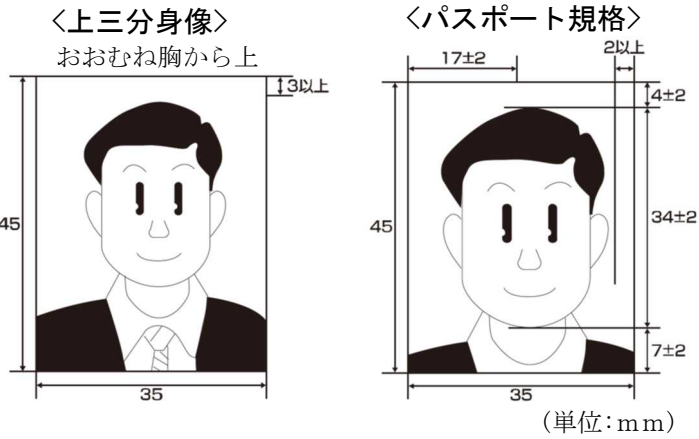 <上三分身像>
おおむね胸から上
3以上
45
35
<パスポート規格>
17±2
2以上
4±2
45
34±2
7±2
35
(単位:mm)